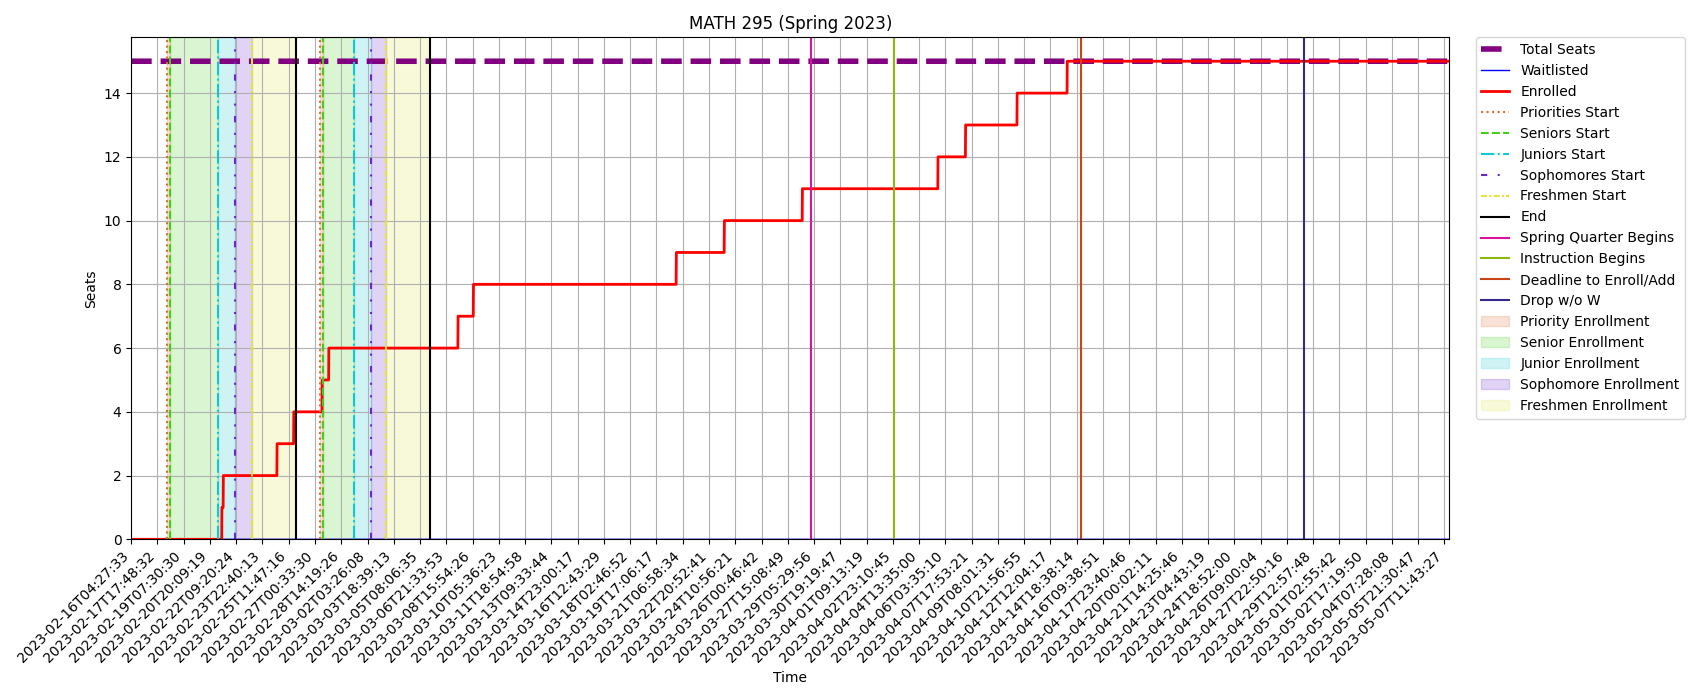 MATH 295 (Spring 2023)
Seats
14
12
10
8
6
4
2
0
2023-02-16T04:27:33
2023-02-17T17:48:32
2023-02-19T07:30:30
2023-02-20T20:09:19
2023-02-22T09:20:24
2023-02-23T22:40:13
2023-02-25T11:47:16
2023-02-27T00:33:30
2023-02-28T14:19:26
2023-03-02T03:26:08
2023-03-03T18:39:13
2023-03-05T08:06:35
2023-03-06T21:33:53
2023-03-08T15:54:26
2023-03-10T05:36:23
2023-03-11T18:54:58
2023-03-13T09:33:44
2023-03-14T23:00:17
2023-03-16T12:43:29
2023-03-18T02:46:52
2023-03-19T17:06:17
2023-03-21T06:58:34
2023-03-22T20:52:41
2023-03-24T10:56:21
2023-03-26T00:46:42
2023-03-27T15:08:49
2023-03-29T05:29:56
2023-03-30T19:19:47
2023-04-01T09:13:19
2023-04-02T23:10:45
2023-04-04T13:35:00
2023-04-06T03:35:10
2023-04-07T17:53:21
2023-04-09T08:01:31
2023-04-10T21:56:55
2023-04-12T12:04:17
2023-04-14T18:38:14
2023-04-16T09:38:51
2023-04-17T23:40:46
2023-04-20T00:02:11
2023-04-21T14:25:46
2023-04-23T04:43:19
2023-04-24T18:52:00
2023-04-26T09:00:04
2023-04-27T22:50:16
2023-04-29T12:57:48
2023-05-01T02:55:42
2023-05-02T17:19:50
2023-05-04T07:28:08
2023-05-05T21:30:47
2023-05-07T11:43:27
Time
Total Seats
Waitlisted
Enrolled
Priorities Start
Seniors Start
Juniors Start
Sophomores Start
Freshmen Start
End
Spring Quarter Begins
Instruction Begins
Deadline to Enroll/Add
Drop w/o W
Priority Enrollment
Senior Enrollment
Junior Enrollment
Sophomore Enrollment
Freshmen Enrollment